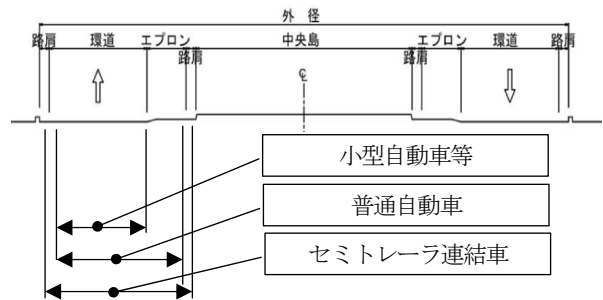 外 径
路肩 環道 エプロン 中央島 エプロン 環道 路肩
路肩 路肩
℄
小型自動車等
普通自動車
セミトレーラ連結車